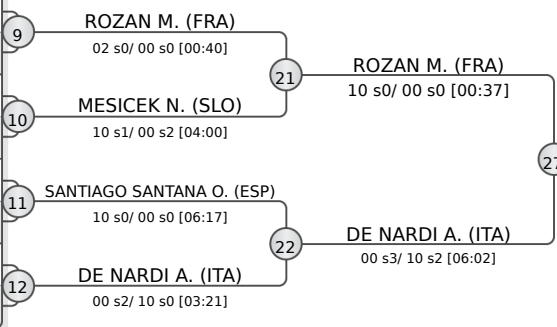 9
ROZAN M. (FRA)
02 s0/ 00 s0 [00:40]
21
ROZAN M. (FRA)
10 s0/ 00 s0 [00:37]
10
MESICEK N. (SLO)
10 s1/ 00 s2 [04:00]
27
11
SANTIAGO SANTANA O. (ESP)
10 s0/ 00 s0 [06:17]
22
DE NARDI A. (ITA)
00 s3/ 10 s2 [06:02]
12
DE NARDI A. (ITA)
00 s2/ 10 s0 [03:21]